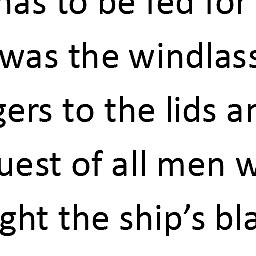 has to be fed for
was the windlass
gers to the lids an
uest of all men w
ght the ship's bla